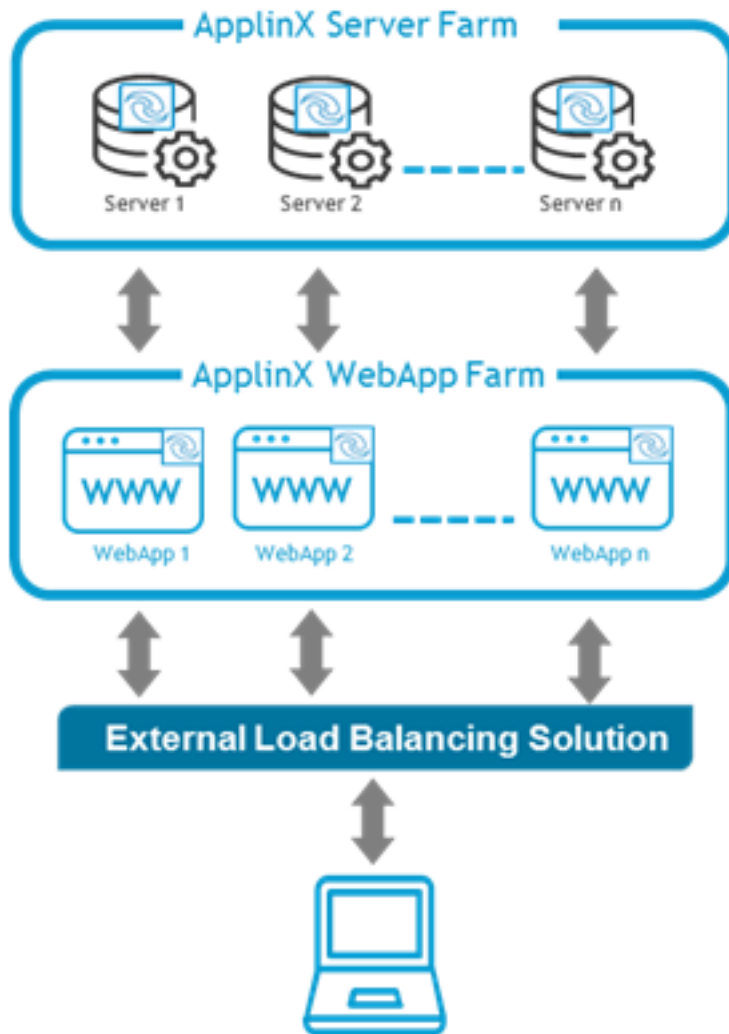 ApplinX Server Farm
Server 1
Server 2
Server n
ApplinX WebApp Farm
www
www
www
WebApp 1
WebApp 2
WebApp n
External Load Balancing Solution